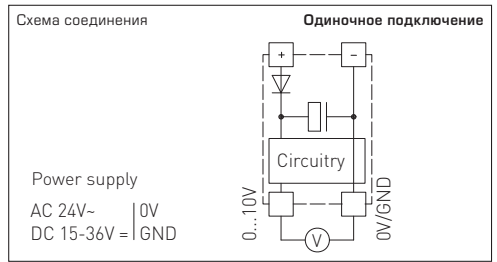 Схема соединения
Одиночное подключение
+ −
Circuitry
Power supply
AC 24V~ | 0V
DC 15-36V = | GND
0...10V
V
0V/GND